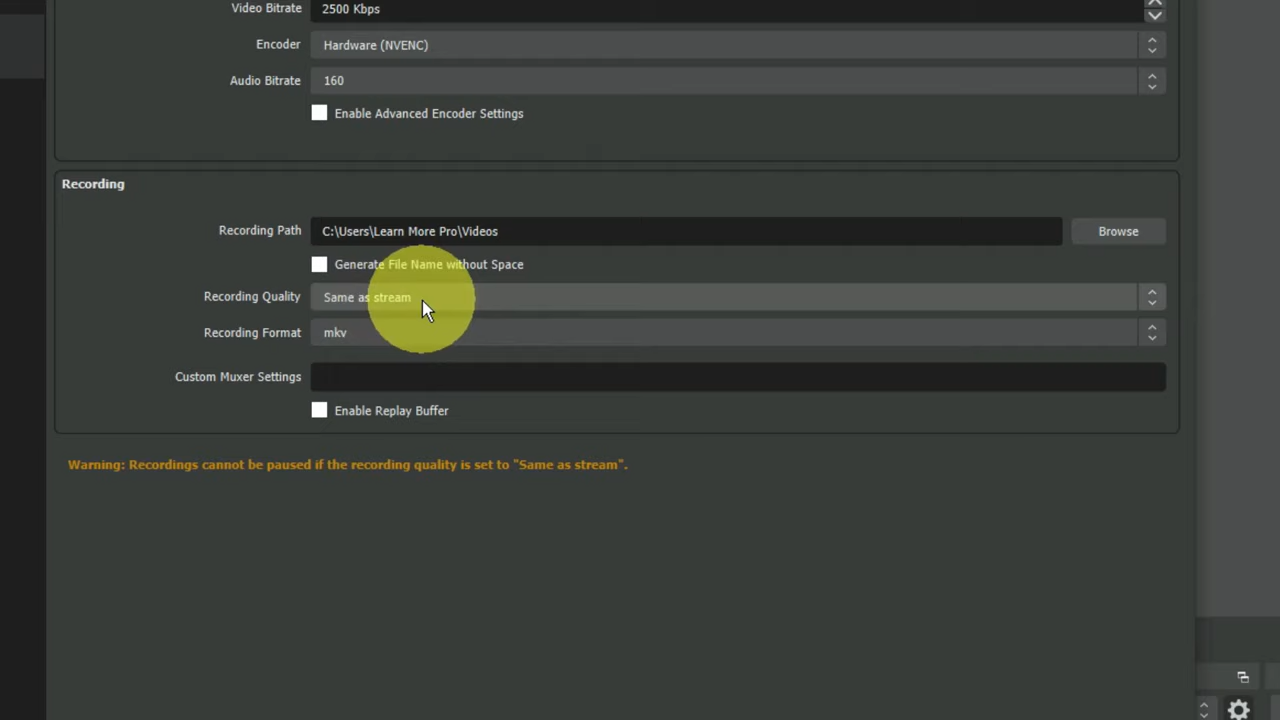 Video Bitrate 2500 Kbps
Encoder Hardware (NVENC)
Audio Bitrate 160
Enable Advanced Encoder Settings
Recording
Recording Path C:\Users\Learn More Pro\Videos Browse
Generate File Name without Space
Recording Quality Same as stream
Recording Format mkv
Custom Muxer Settings
Enable Replay Buffer
Warning: Recordings cannot be paused if the recording quality is set to "Same as stream".